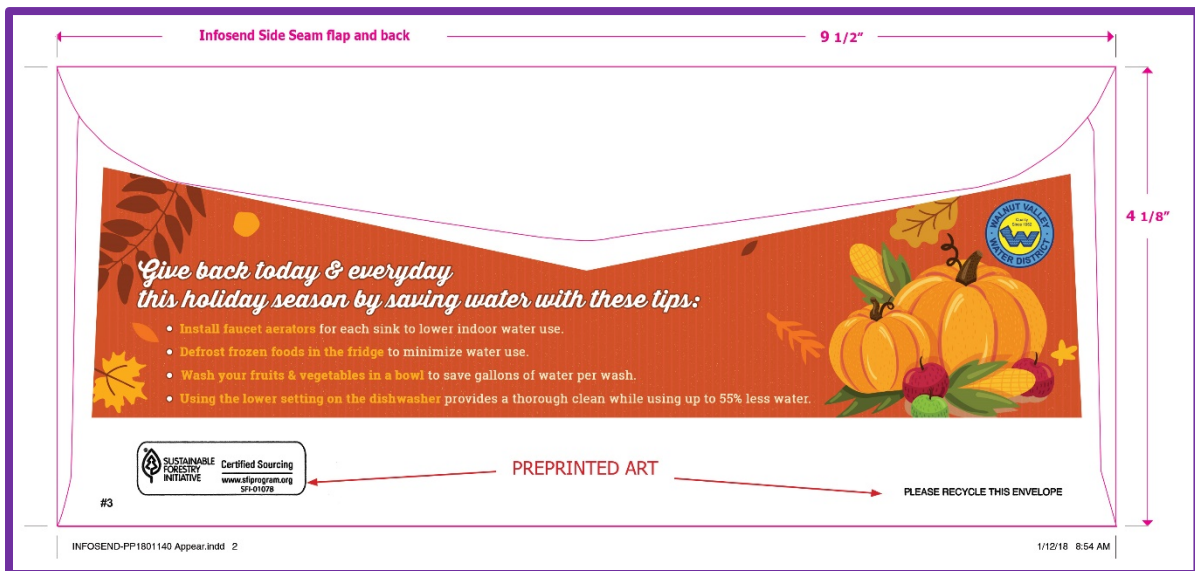 Infosend Side Seam flap and back
9 1/2”
4 1/8”
WALNUT VALLEY
WATER DISTRICT
Since 1952
W
Give back today & everyday
this holiday season by saving water with these tips:
• Install faucet aerators for each sink to lower indoor water use.
• Defrost frozen foods in the fridge to minimize water use.
• Wash your fruits & vegetables in a bowl to save gallons of water per wash.
• Using the lower setting on the dishwasher provides a thorough clean while using up to 55% less water.
SUSTAINABLE
FORESTRY
INITIATIVE
Certified Sourcing
www.sfiprogram.org
SFI-01078
PREPRINTED ART
PLEASE RECYCLE THIS ENVELOPE
#3
INFOSEND-PP1801140 Appear.indd 2
1/12/18 8:54 AM